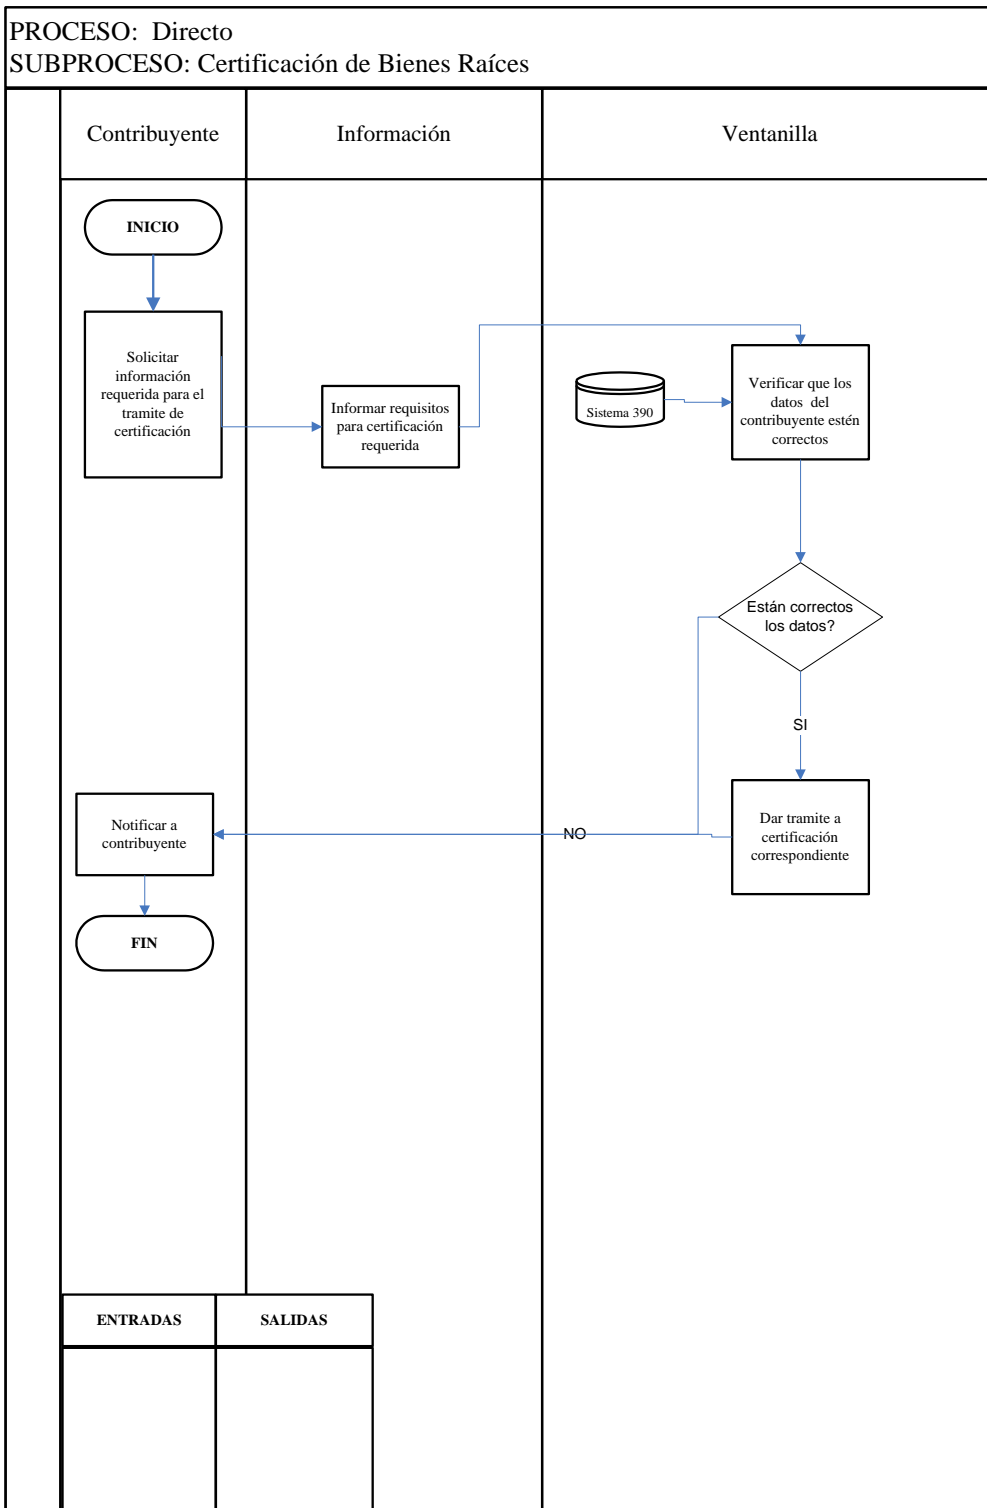 PROCESO: Directo
SUBPROCESO: Certificación de Bienes Raíces
Contribuyente
Información
Ventanilla
INICIO
Solicitar
información
requerida para el
tramite de
certificación
Informar requisitos
para certificación
requerida
Sistema 390
Verificar que los
datos del
contribuyente estén
correctos
Están correctos
los datos?
SI
Notificar a
contribuyente
NO
Dar tramite a
certificación
correspondiente
FIN
ENTRADAS
SALIDAS